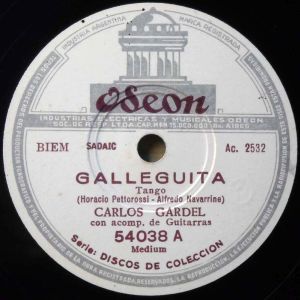 INDUSTRIA ARGENTINA
MARCA REGISTRADA
odeon
INDUSTRIAS ELECTRICAS Y MUSICALES ODEON
BIEM SADAIC Ac. 2532
GALLEGUITA
Tango
(Horacio Pettorossi - Alfredo Navarrine)
CARLOS GARDEL
con acomp. de Guitarras
54038 A
Medium
Serie: DISCOS DE COLECCION